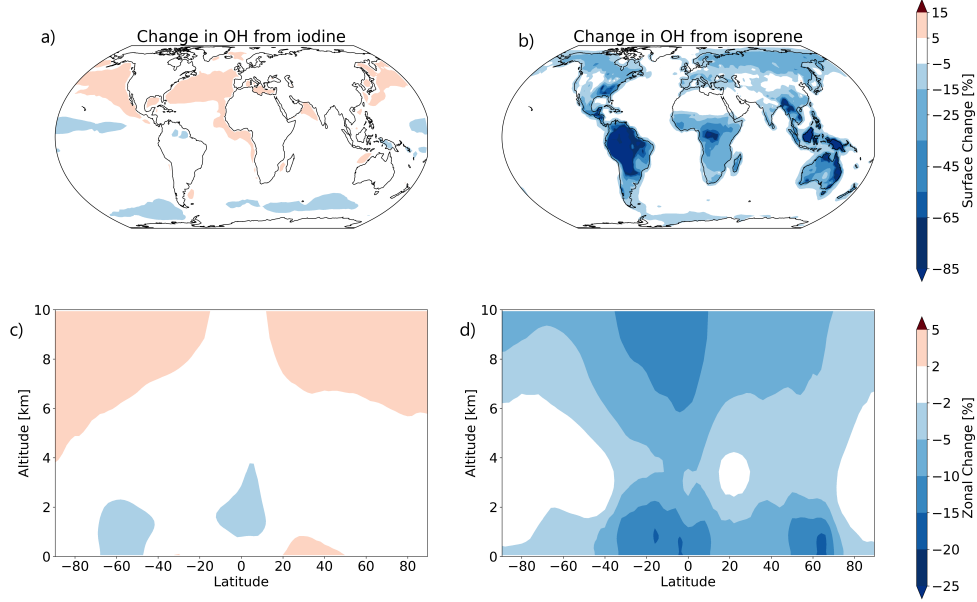 a)
Change in OH from iodine
b)
Change in OH from isoprene
15
5
−5
−15
−25
−45
−65
−85
Surface Change [%]
c)
10
8
6
4
2
0
Altitude [km]
−80 −60 −40 −20 0 20 40 60 80
Latitude
d)
10
8
6
4
2
0
Altitude [km]
−80 −60 −40 −20 0 20 40 60 80
Latitude
5
2
−2
−5
−10
−15
−20
−25
Zonal Change [%]